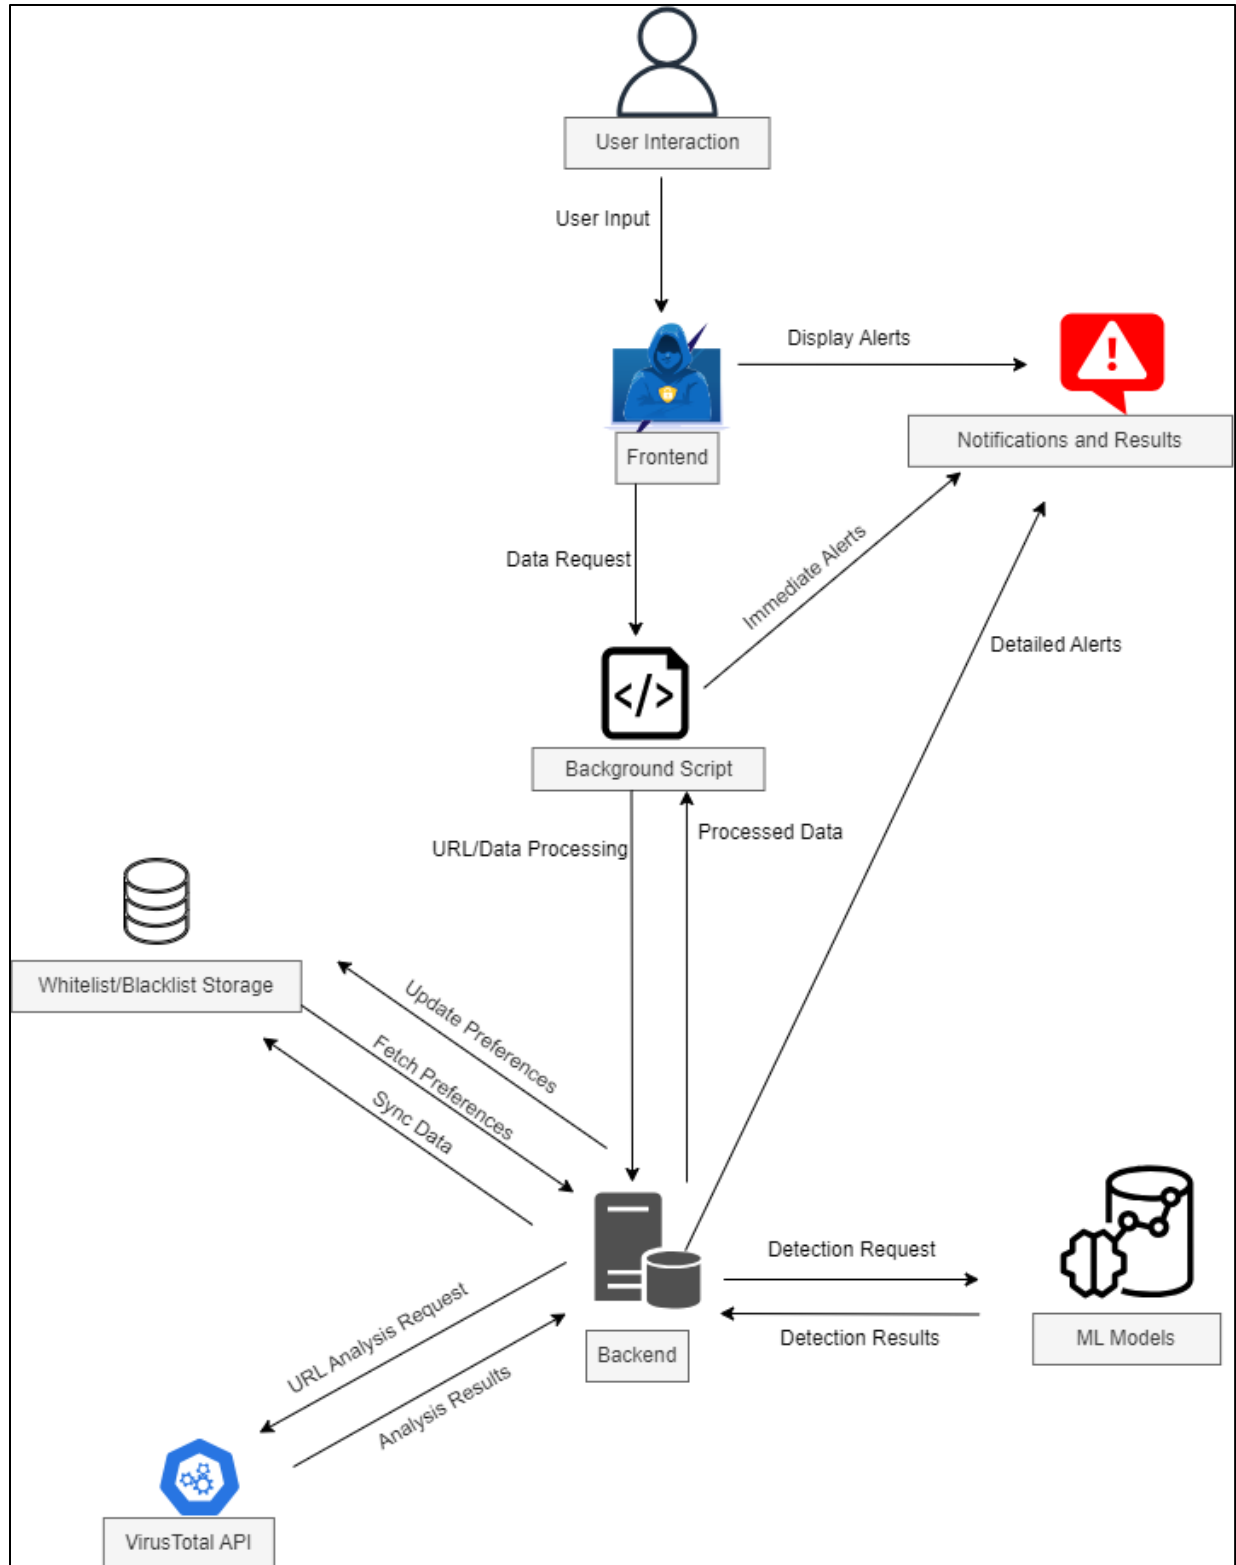 User Interaction
User Input
Display Alerts
Notifications and Results
Frontend
Data Request
Immediate Alerts
Detailed Alerts
</>
Background Script
Processed Data
URL/Data Processing
Whitelist/Blacklist Storage
Update Preferences
Fetch Preferences
Sync Data
Detection Request
Detection Results
ML Models
Backend
URL Analysis Request
Analysis Results
VirusTotal API